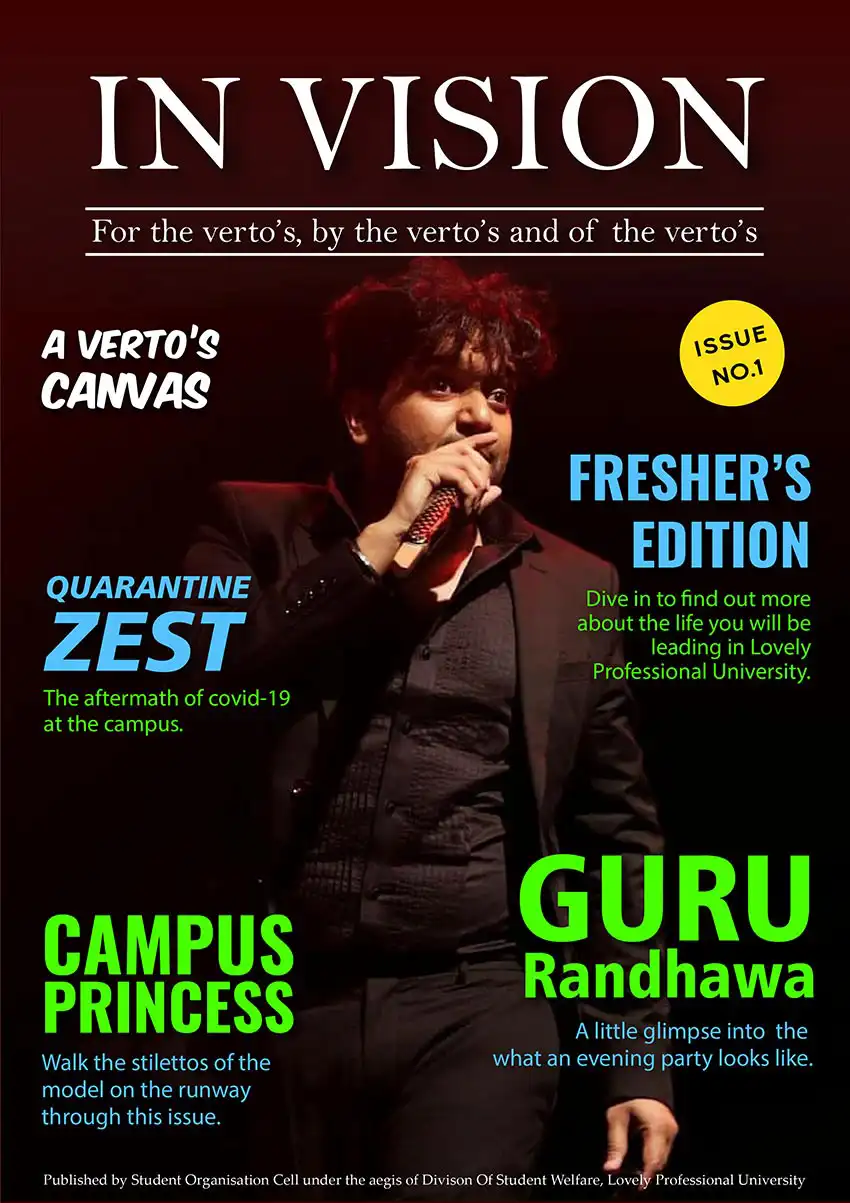 IN VISION
For the verto's, by the verto's and of the verto's
A VERTO'S
CANVAS
ISSUE
NO.1
FRESHER'S
EDITION
Dive in to find out more
about the life you will be
leading in Lovely
Professional University.
QUARANTINE
ZEST
The aftermath of covid-19
at the campus.
GURU
Randhawa
A little glimpse into the
what an evening party looks like.
CAMPUS
PRINCESS
Walk the stilettos of the
model on the runway
through this issue.
Published by Student Organisation Cell under the aegis of Divison Of Student Welfare, Lovely Professional University